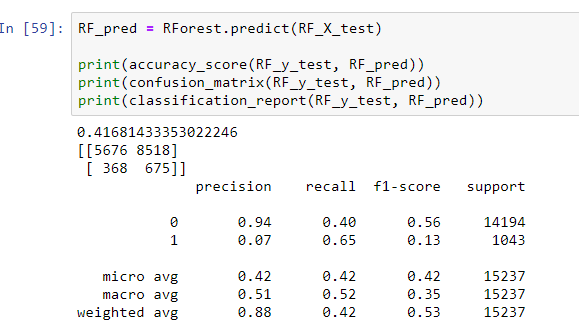 In [59]: RF_pred = RForest.predict(RF_X_test)
print(accuracy_score(RF_y_test, RF_pred))
print(confusion_matrix(RF_y_test, RF_pred))
print(classification_report(RF_y_test, RF_pred))
0.41681433353022246
[[5676 8518]
[ 368 675]]
precision recall f1-score support
0 0.94 0.40 0.56 14194
1 0.07 0.65 0.13 1043
micro avg 0.42 0.42 0.42 15237
macro avg 0.51 0.52 0.35 15237
weighted avg 0.88 0.42 0.53 15237